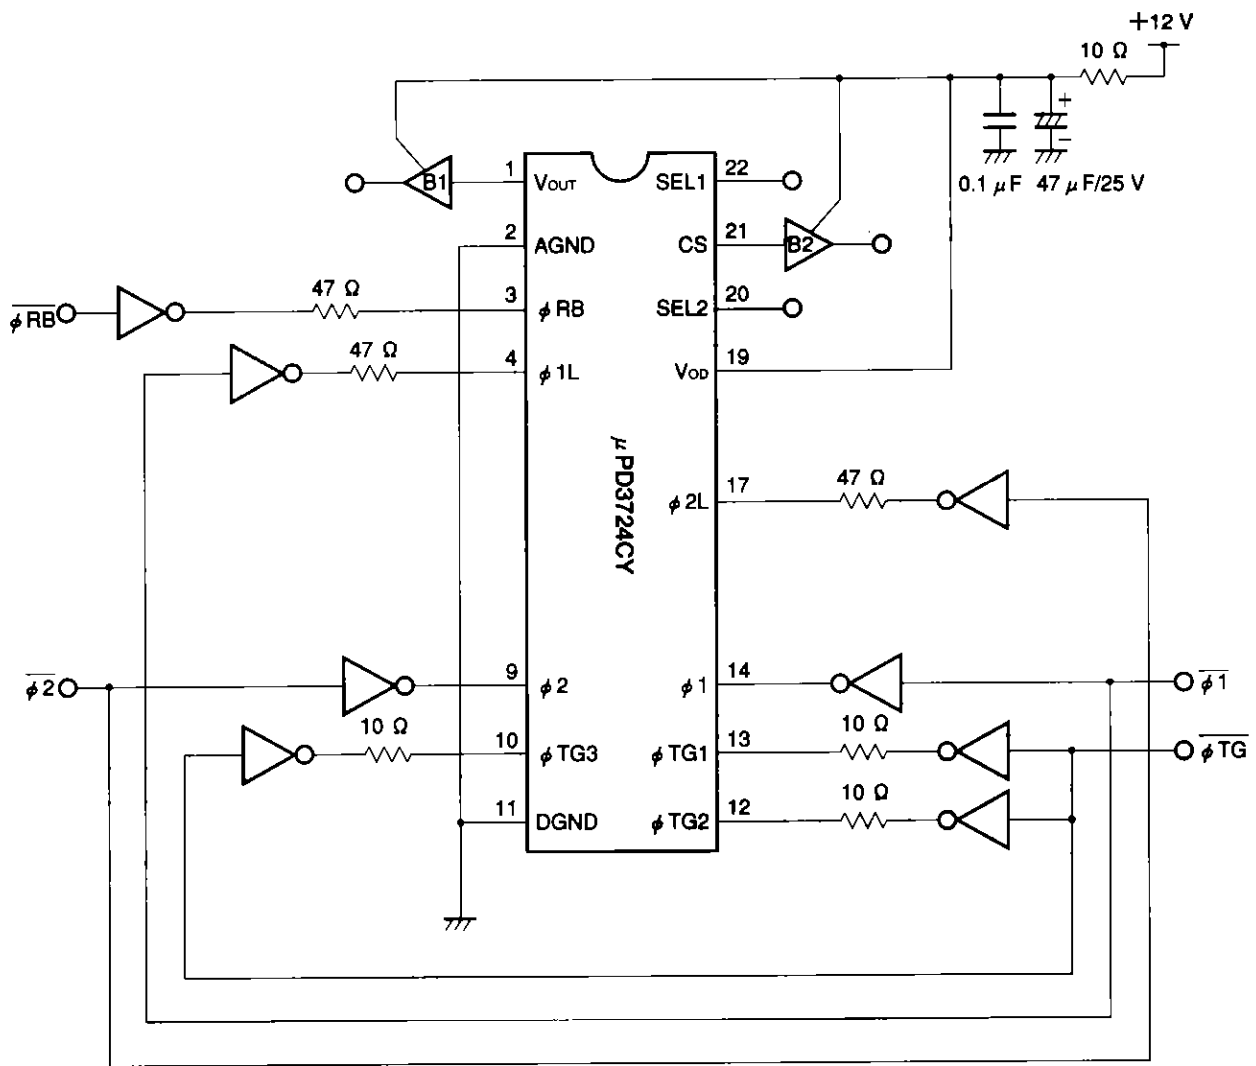 +12 V
10 Ω
0.1 μF 47 μF/25 V
+
−
B1
1 VOUT
SEL1 22
2 AGND
CS 21
B2
φRB
47 Ω
3 φRB
SEL2 20
47 Ω
4 φ1L
VOD 19
μPD3724CY
φ2L 17
47 Ω
φ2
9 φ2
φ1 14
φ1
10 Ω
10 φTG3
φTG1 13
10 Ω
φTG
11 DGND
φTG2 12
10 Ω